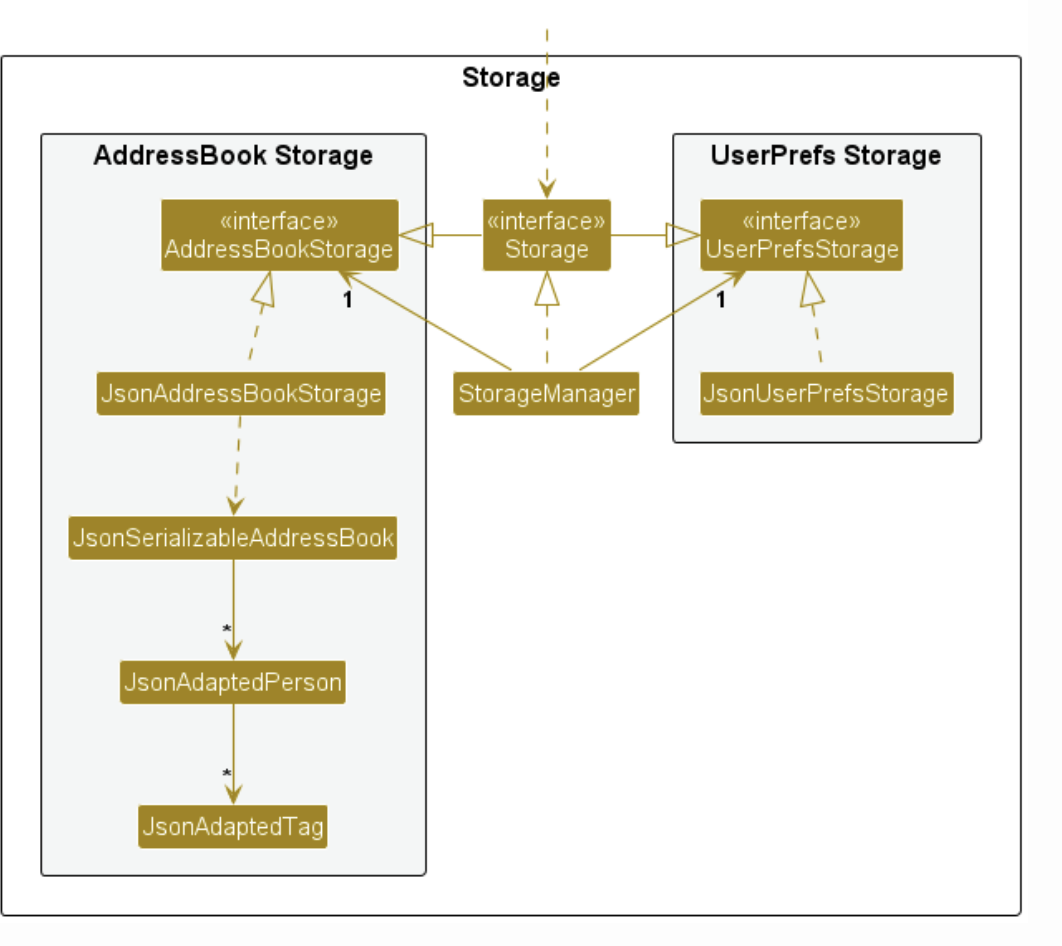 Storage
AddressBook Storage
UserPrefs Storage
«interface»
AddressBookStorage
«interface»
Storage
«interface»
UserPrefsStorage
1
1
JsonAddressBookStorage
StorageManager
JsonUserPrefsStorage
JsonSerializableAddressBook
*
JsonAdaptedPerson
*
JsonAdaptedTag